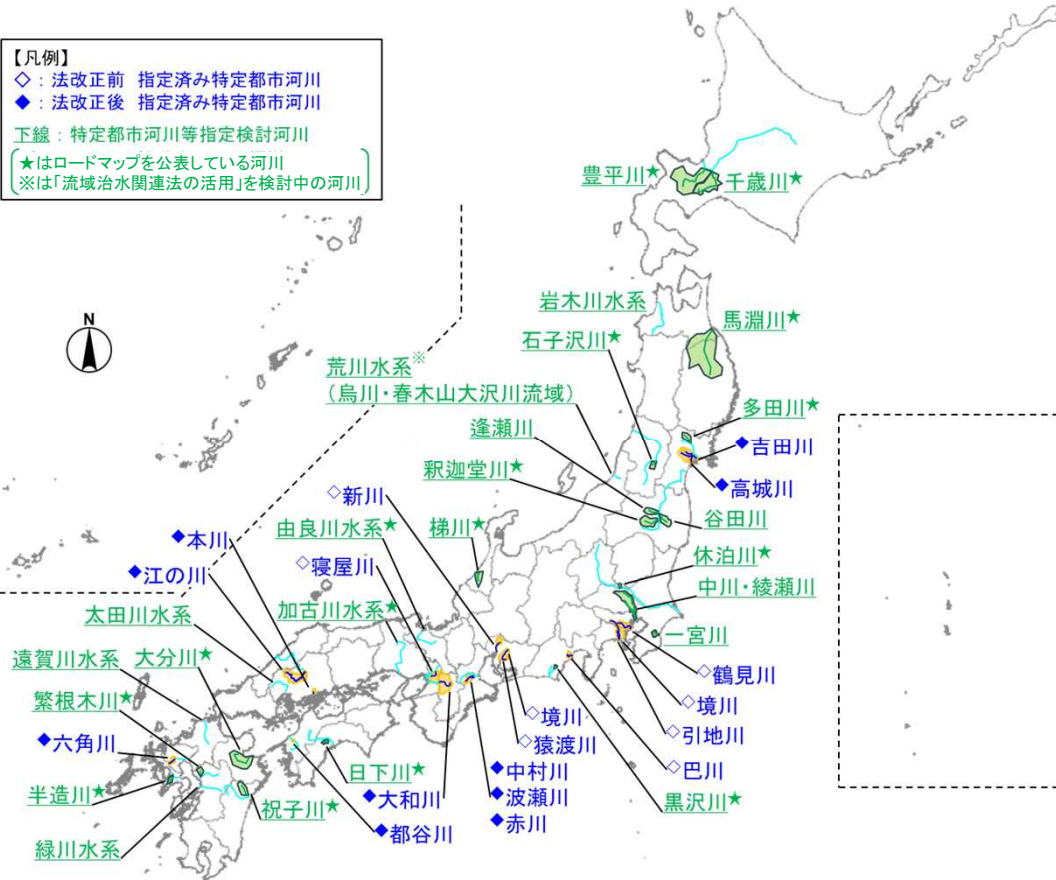 【凡例】
◇：法改正前 指定済み特定都市河川
◆：法改正後 指定済み特定都市河川
下線：特定都市河川等指定検討河川
★はロードマップを公表している河川
※は「流域治水関連法の活用」を検討中の河川
N
豊平川★
千歳川★
岩木川水系
馬淵川★
石子沢川★
荒川水系※
（烏川・春木山大沢川流域）
多田川★
逢瀬川
◆吉田川
釈迦堂川★
◆高城川
◇新川
谷田川
由良川水系★
梯川★
◆本川
休泊川★
◇寝屋川
◆江の川
中川・綾瀬川
加古川水系★
太田川水系
一宮川
遠賀川水系
大分川★
◇鶴見川
繁根木川★
◇境川
◇境川
◇引地川
◆六角川
◇猿渡川
◇巴川
日下川★
◆中村川
半造川★
◆大和川
◆波瀬川
黒沢川★
祝子川★
◆赤川
◆都谷川
緑川水系